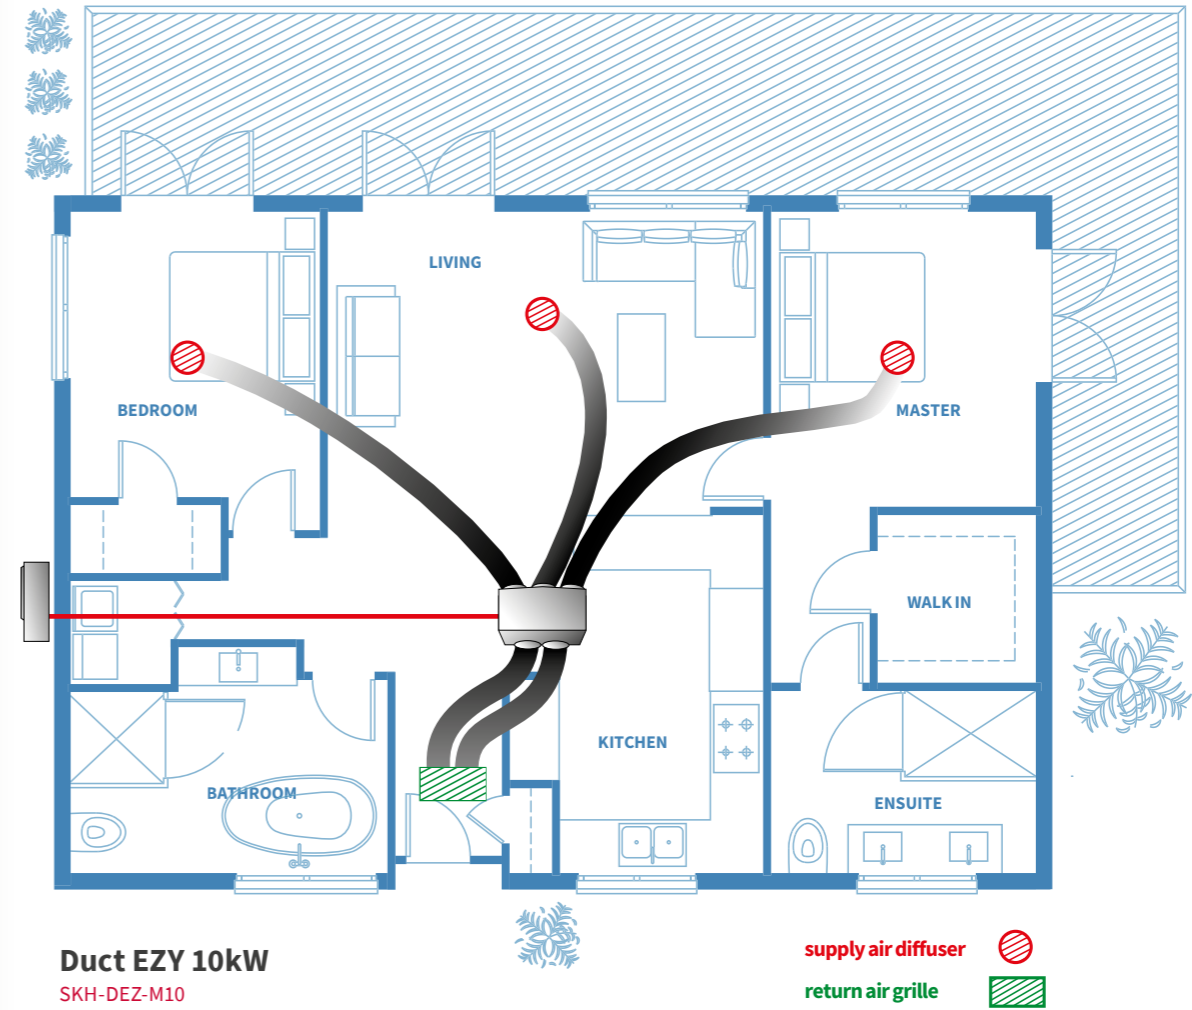 LIVING
BEDROOM
MASTER
WALK IN
KITCHEN
BATHROOM
ENSUITE
Duct EZY 10kW
SKH-DEZ-M10
supply air diffuser
return air grille